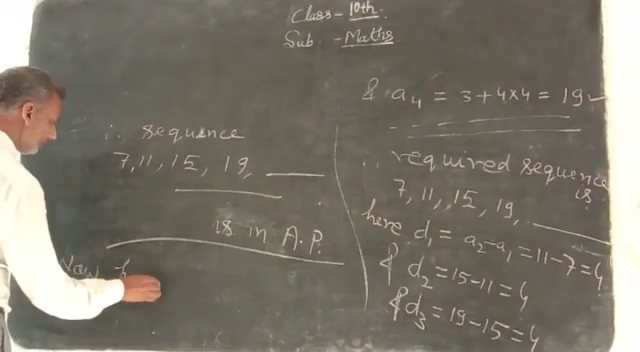 Class - 10th.
Sub. - Maths
& a₄ = 3+4×4 = 19
∴ required sequence is
7, 11, 15, 19,
here d₁ = a₂-a₁ = 11-7=4
& d₂ = 15-11=4
& d₃ = 19-15=4
∴ sequence
7, 11, 15, 19,
is in A.P.
Now